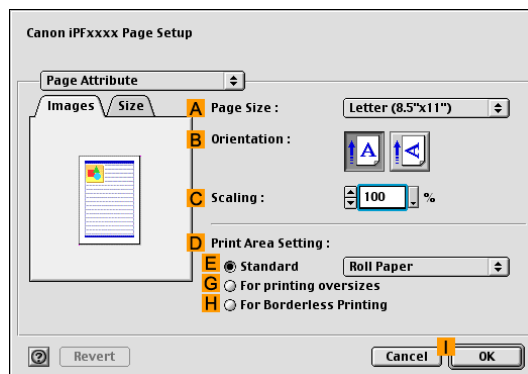 Canon iPFxxxx Page Setup
Page Attribute
Images Size
A Page Size : Letter (8.5"x11")
B Orientation :
A A
C Scaling : 100 %
D Print Area Setting :
E Standard Roll Paper
G For printing oversizes
H For Borderless Printing
? Revert Cancel I OK